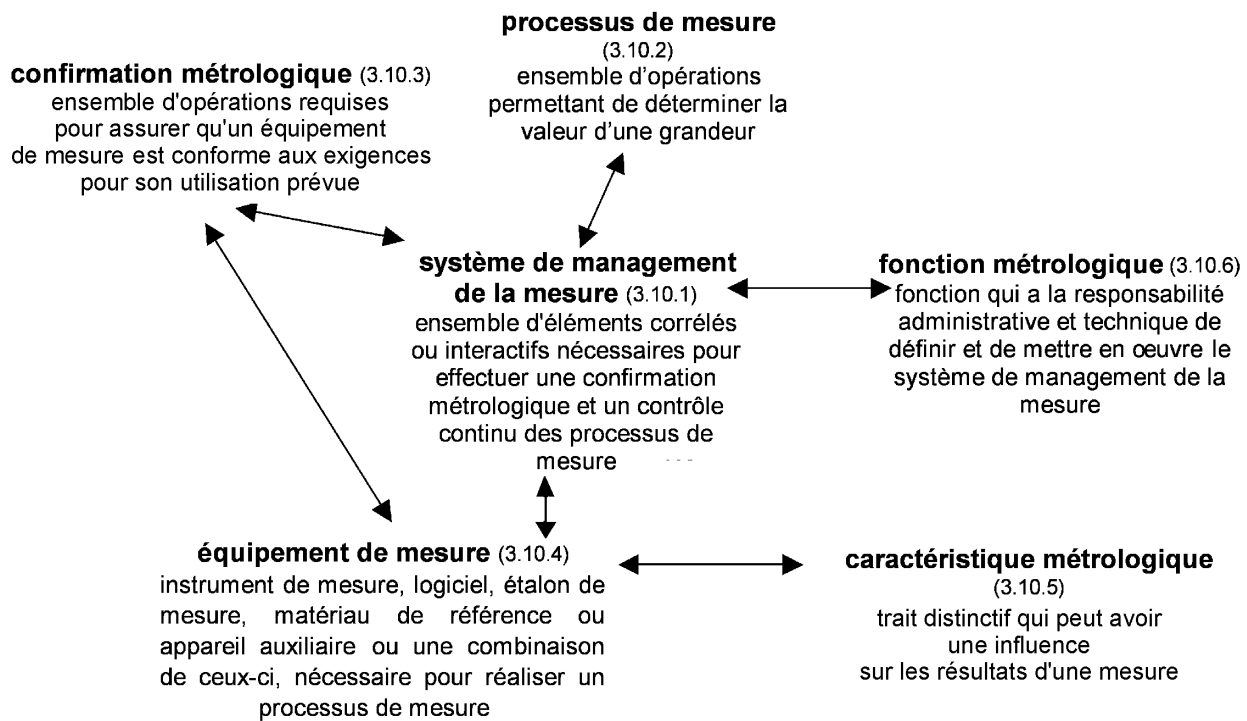 processus de mesure
(3.10.2)
ensemble d’opérations
permettant de déterminer la
valeur d’une grandeur
confirmation métrologique (3.10.3)
ensemble d'opérations requises
pour assurer qu'un équipement
de mesure est conforme aux exigences
pour son utilisation prévue
système de management
de la mesure (3.10.1)
ensemble d'éléments corrélés
ou interactifs nécessaires pour
effectuer une confirmation
métrologique et un contrôle
continu des processus de
mesure
fonction métrologique (3.10.6)
fonction qui a la responsabilité
administrative et technique de
définir et de mettre en œuvre le
système de management de la
mesure
équipement de mesure (3.10.4)
instrument de mesure, logiciel, étalon de
mesure, matériau de référence ou
appareil auxiliaire ou une combinaison
de ceux-ci, nécessaire pour réaliser un
processus de mesure
caractéristique métrologique
(3.10.5)
trait distinctif qui peut avoir
une influence
sur les résultats d'une mesure